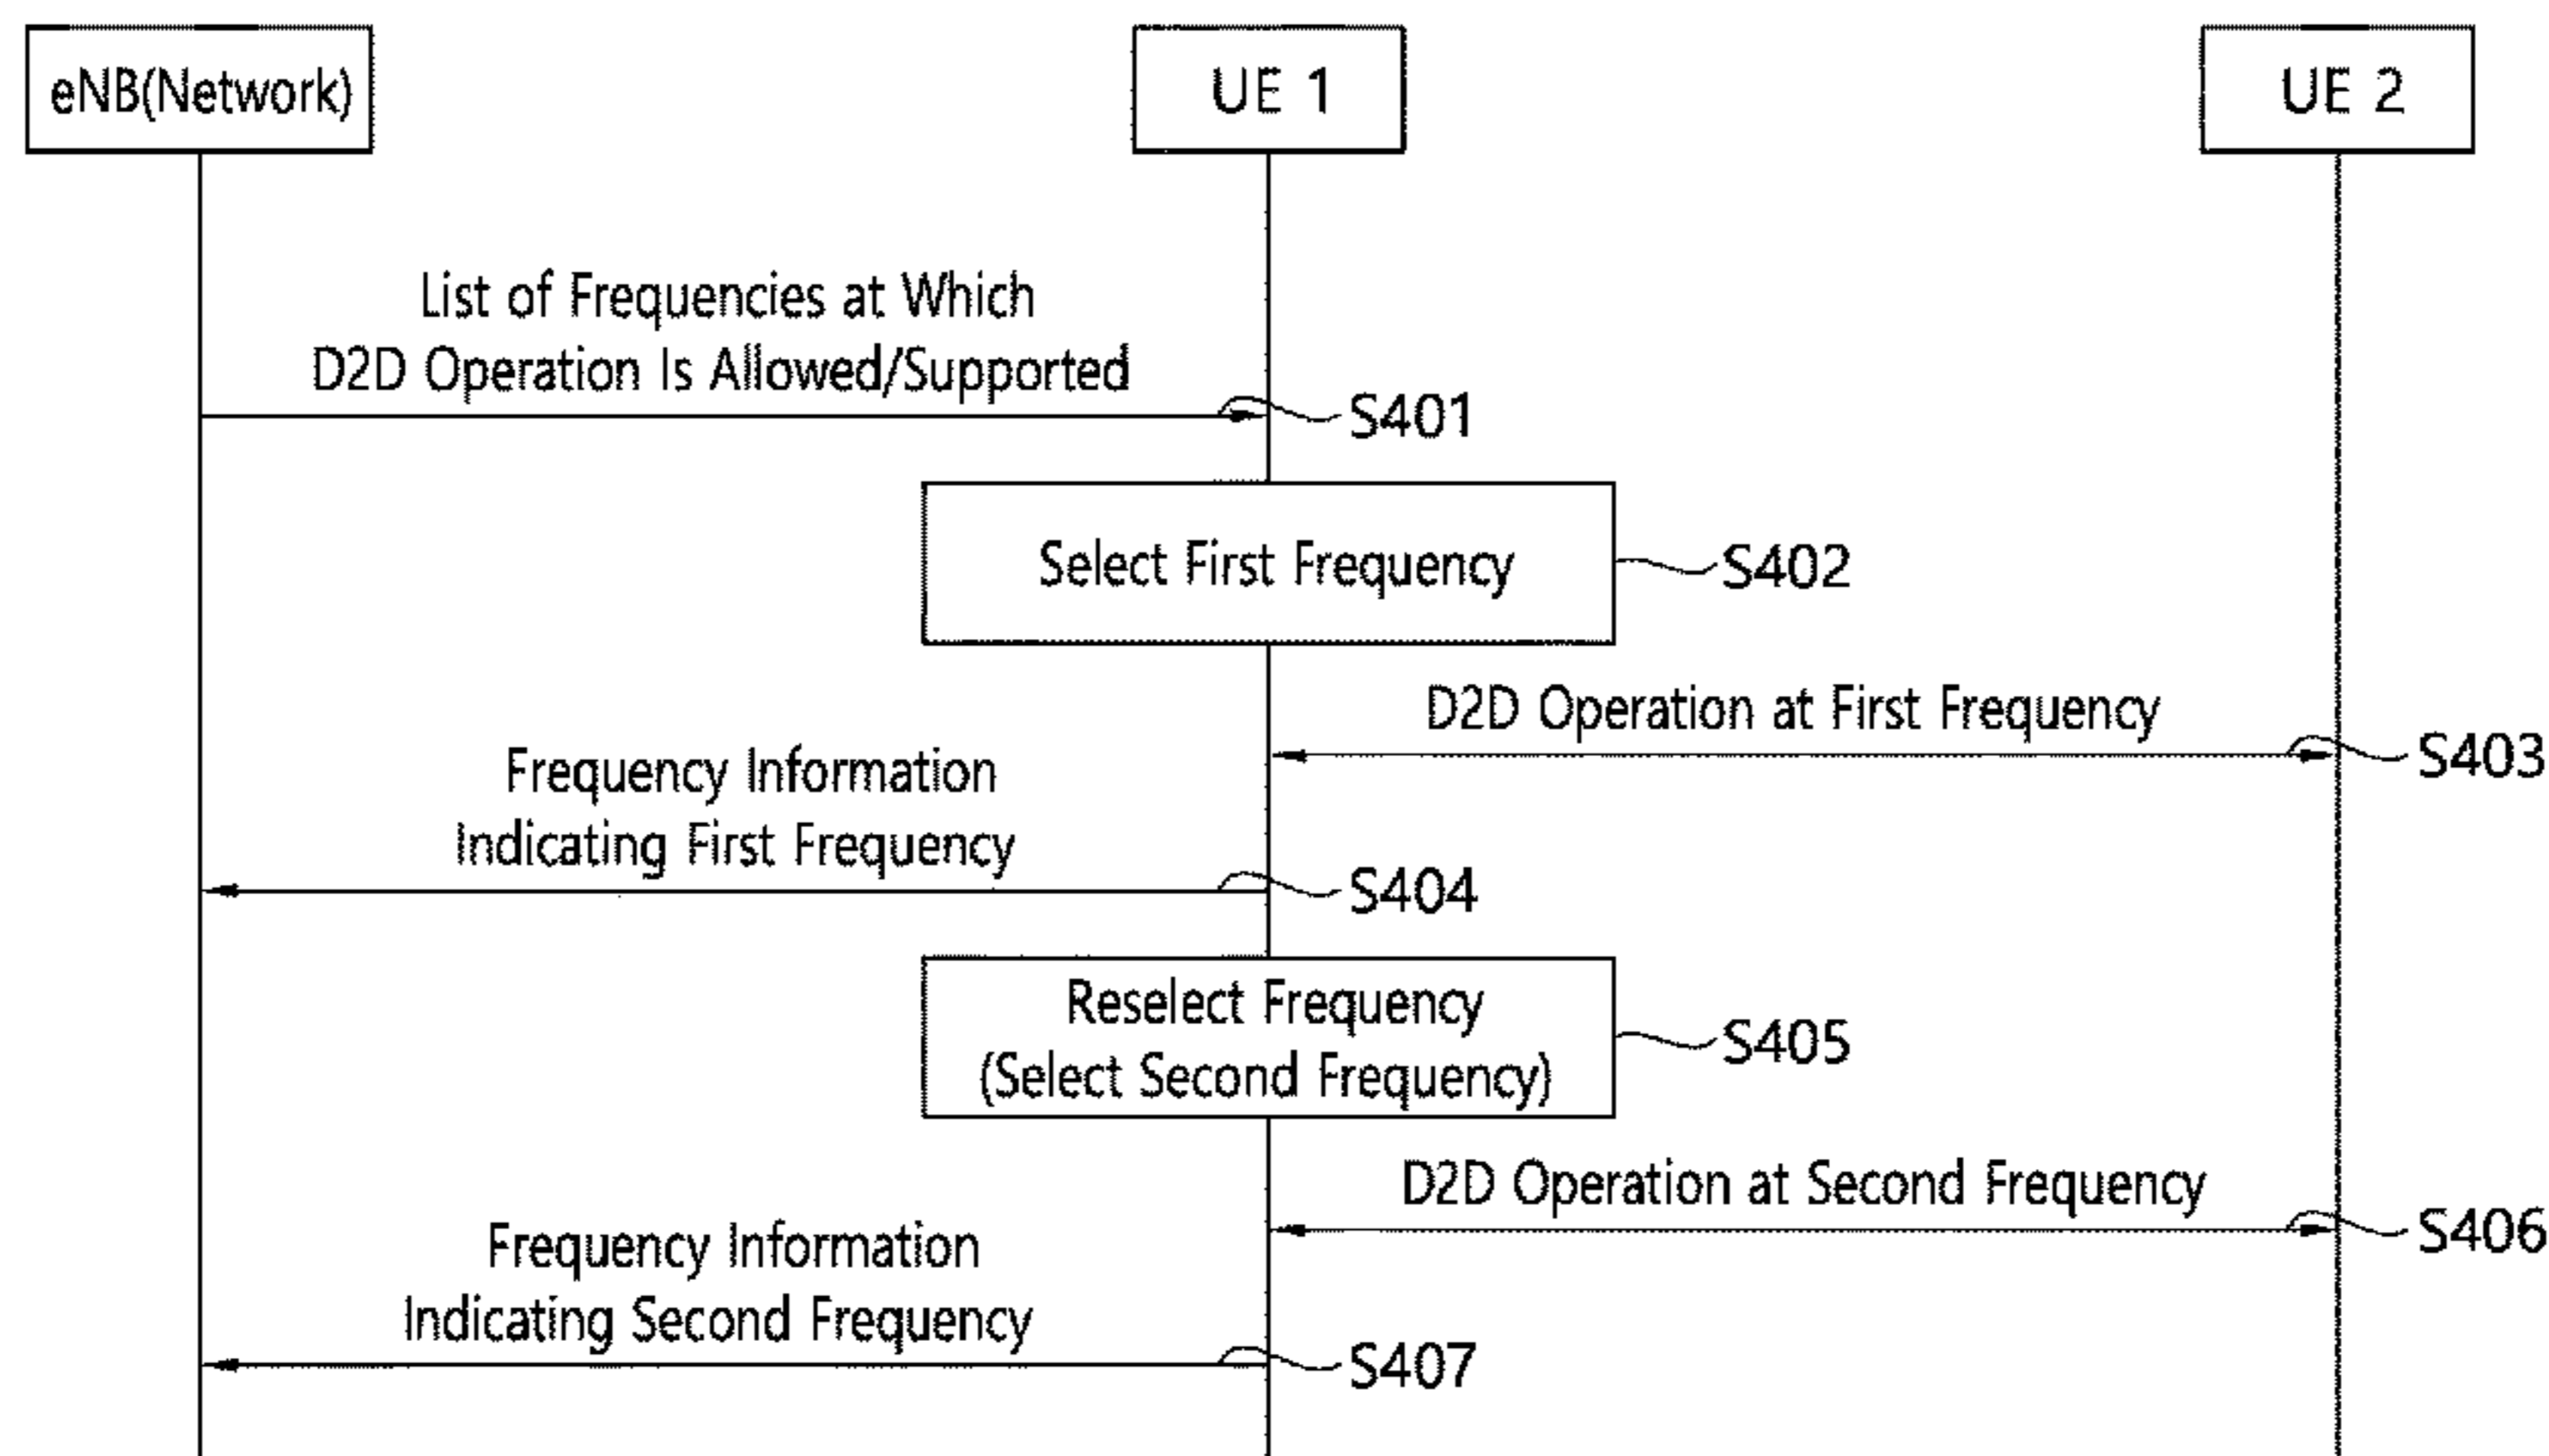 eNB(Network)
UE 1
UE 2
List of Frequencies at Which
D2D Operation Is Allowed/Supported
S401
Select First Frequency
S402
D2D Operation at First Frequency
S403
Frequency Information
Indicating First Frequency
S404
Reselect Frequency
(Select Second Frequency)
S405
D2D Operation at Second Frequency
S406
Frequency Information
Indicating Second Frequency
S407